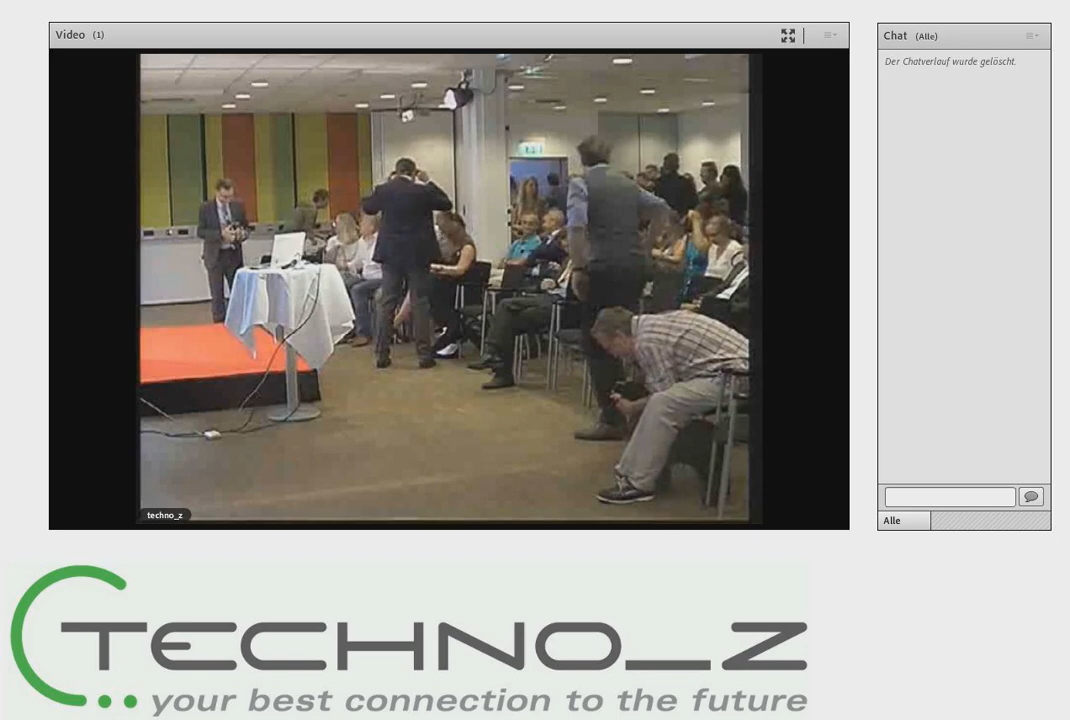 Video (1)
Chat (Alle)
Der Chatverlauf wurde gelöscht.
techno_z
Alle
TECHNO_Z
your best connection to the future